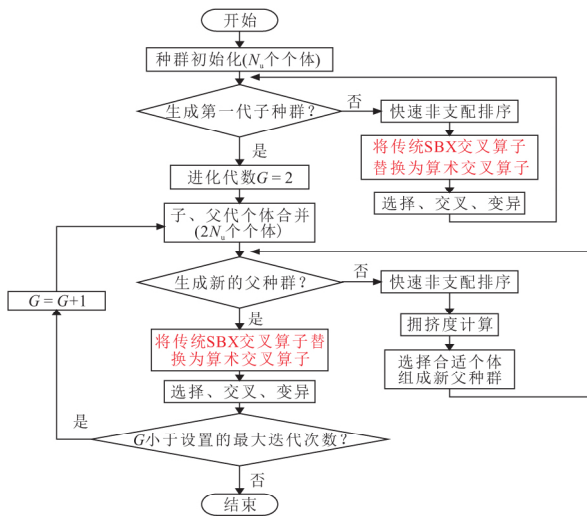 开始
种群初始化(Nu个个体)
生成第一代子种群？
否
快速非支配排序
将传统SBX交叉算子
替换为算术交叉算子
选择、交叉、变异
是
进化代数G = 2
子、父代个体合并
(2Nu个个体)
生成新的父种群？
否
快速非支配排序
拥挤度计算
选择合适个体
组成新父种群
G = G+1
是
将传统SBX交叉算子替
换为算术交叉算子
选择、交叉、变异
是
G小于设置的最大迭代次数？
否
结束